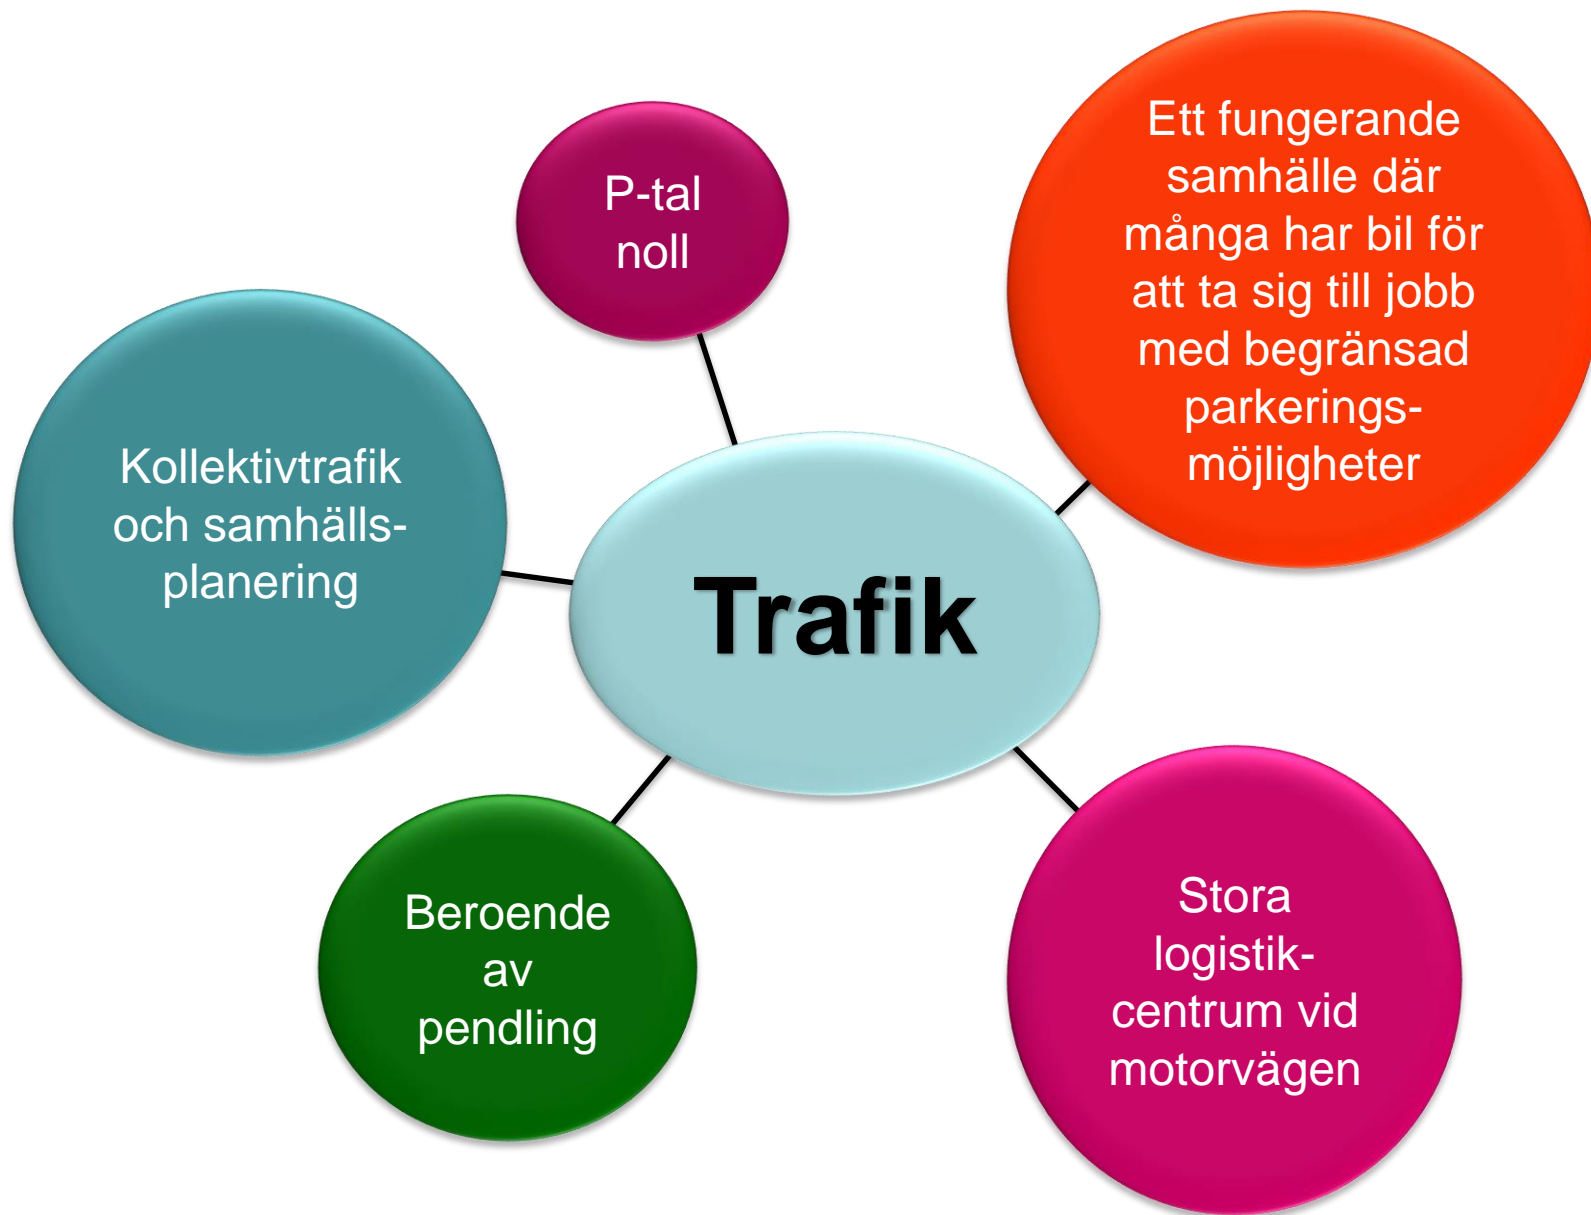 P-tal
noll
Ett fungerande
samhälle där
många har bil för
att ta sig till jobb
med begränsad
parkerings-
möjligheter
Kollektivtrafik
och samhälls-
planering
Trafik
Beroende
av
pendling
Stora
logistik-
centrum vid
motorvägen